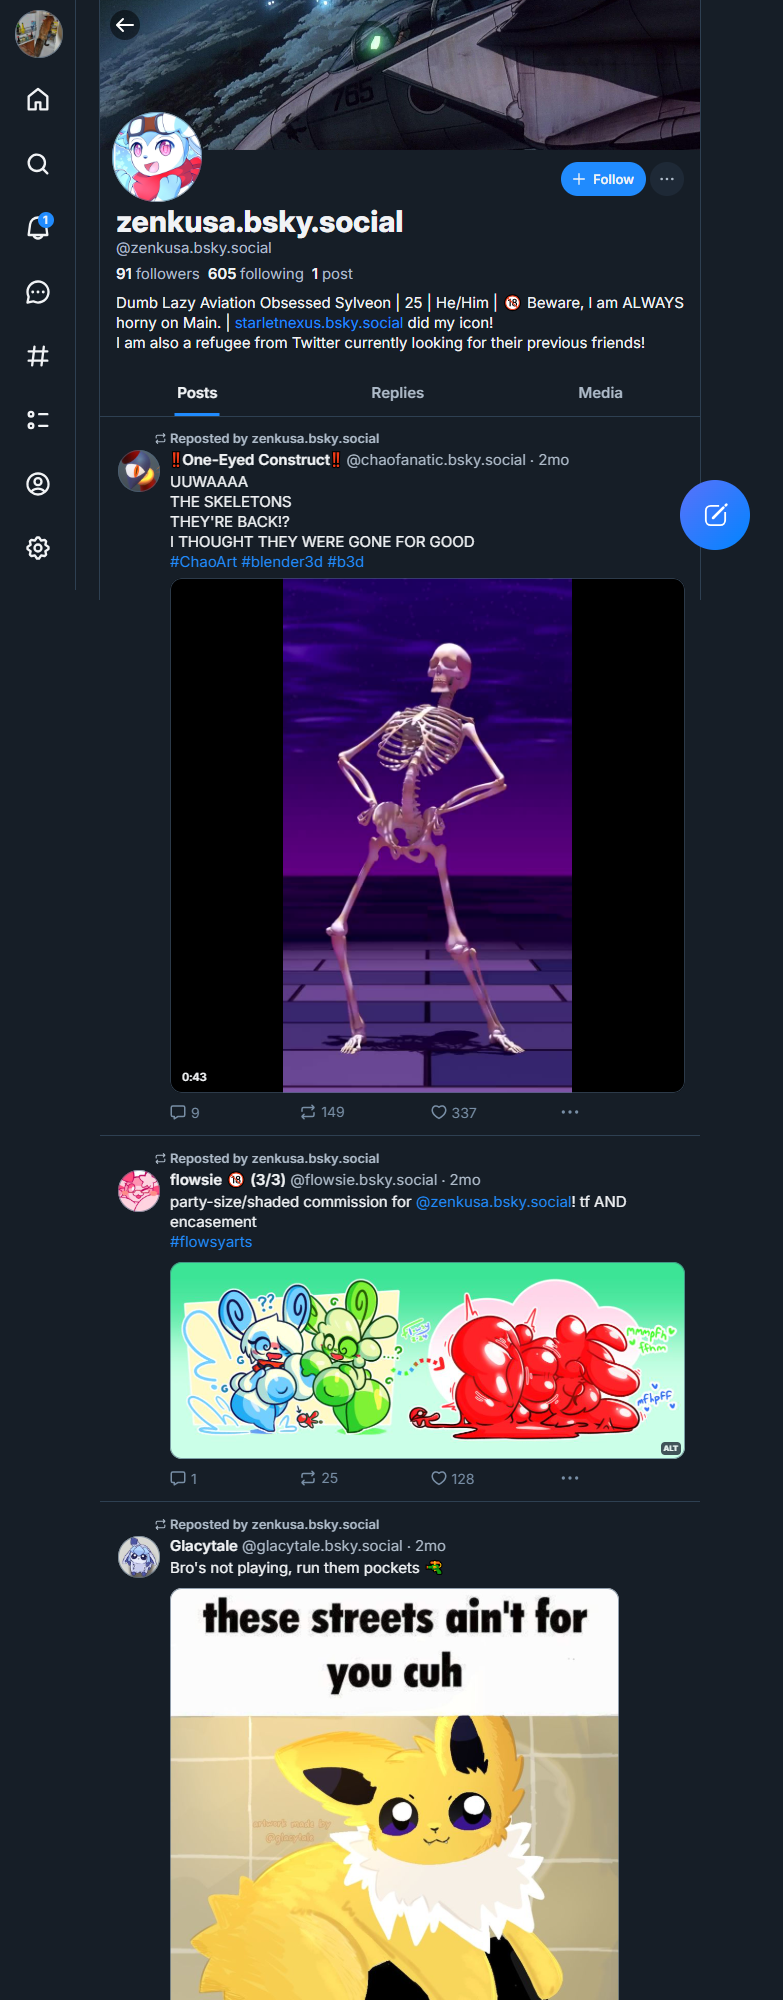 785
1
Follow
zenkusa.bsky.social
@zenkusa.bsky.social
91 followers 605 following 1 post
Dumb Lazy Aviation Obsessed Sylveon | 25 | He/Him | 🔞 Beware, I am ALWAYS
horny on Main. | starletnexus.bsky.social did my icon!
I am also a refugee from Twitter currently looking for their previous friends!
Posts Replies Media
Reposted by zenkusa.bsky.social
‼️One-Eyed Construct‼️ @chaofanatic.bsky.social · 2mo
UUWAAAA
THE SKELETONS
THEY'RE BACK!?
I THOUGHT THEY WERE GONE FOR GOOD
#ChaoArt #blender3d #b3d
0:43
9 149 337
Reposted by zenkusa.bsky.social
flowsie 🔞 (3/3) @flowsie.bsky.social · 2mo
party-size/shaded commission for @zenkusa.bsky.social! tf AND
encasement
#flowsyarts
??
mmmpfh
ffhm
...?
mfhpFF
ALT
1 25 128
Reposted by zenkusa.bsky.social
Glacytale @glacytale.bsky.social · 2mo
Bro's not playing, run them pockets 🔫
these streets ain't for
you cuh
artwork made by
@glacytale